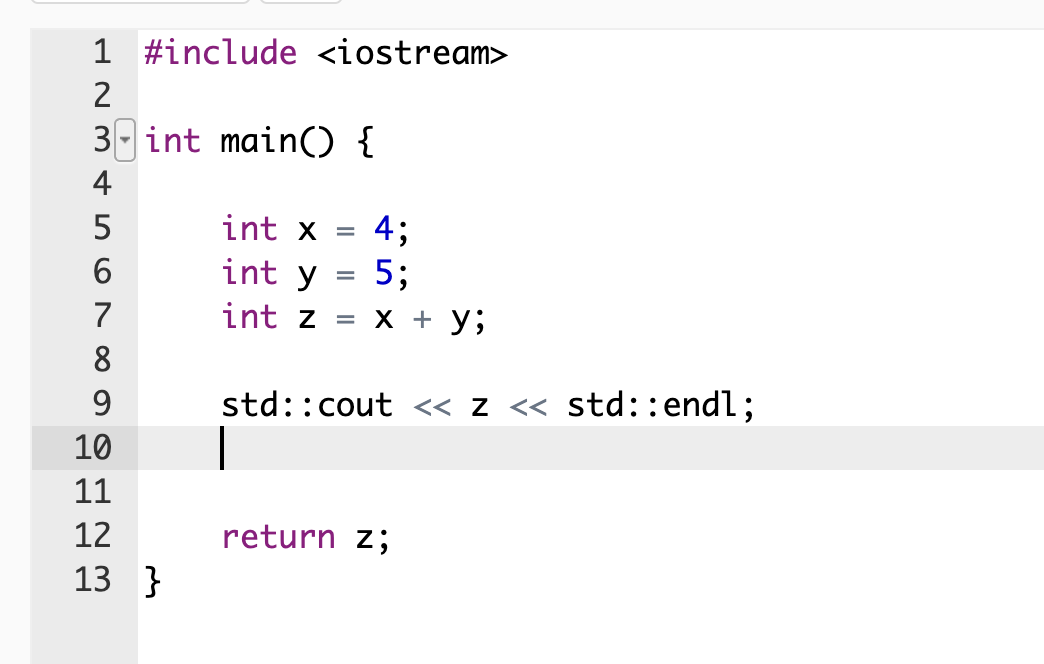 1 #include <iostream>
2
3 int main() {
4
5     int x = 4;
6     int y = 5;
7     int z = x + y;
8
9     std::cout << z << std::endl;
10
11
12     return z;
13 }